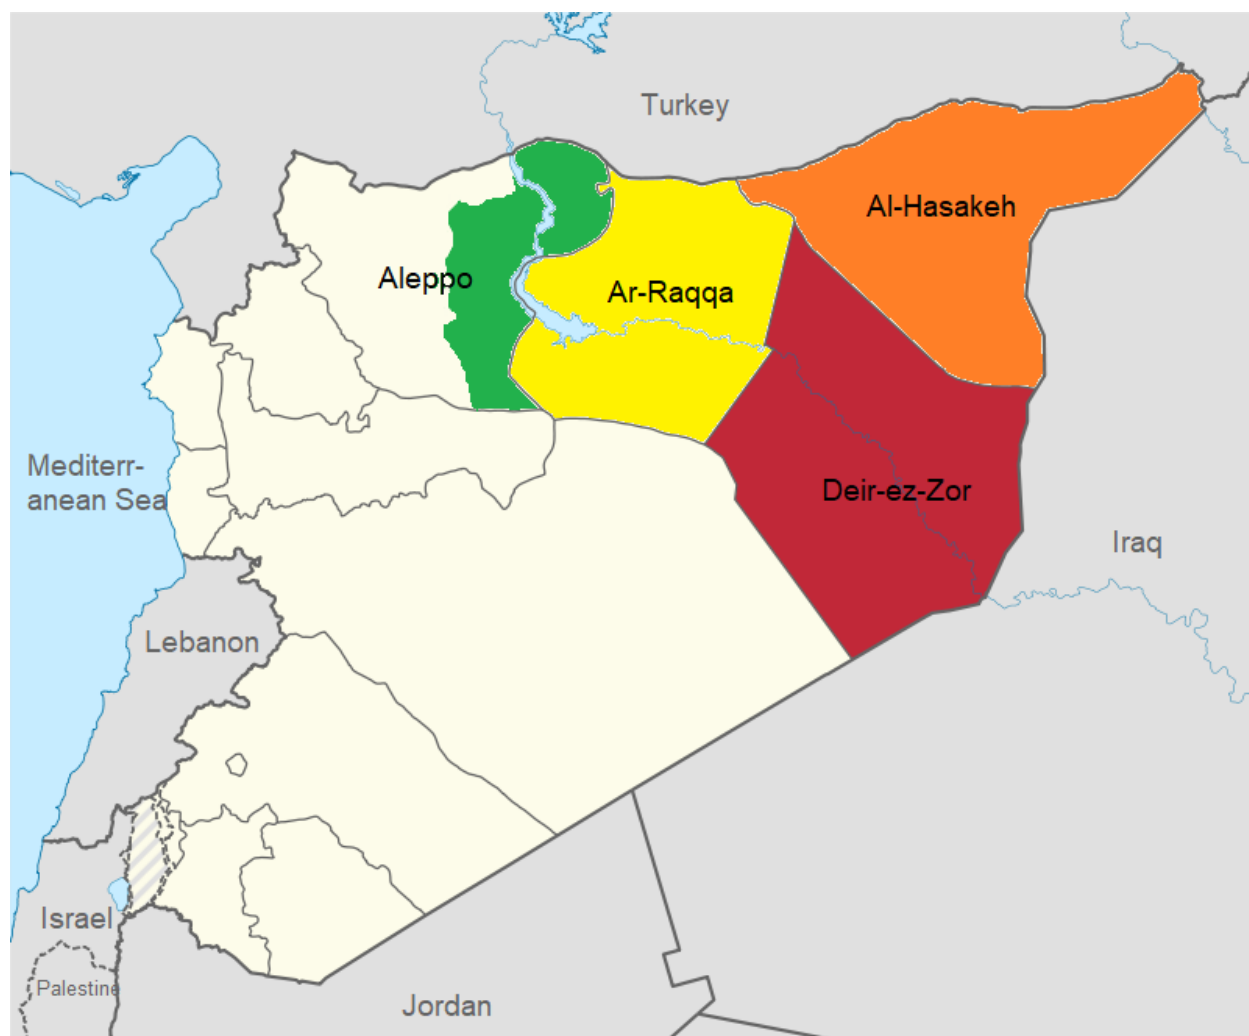 Turkey
Al-Hasakeh
Aleppo
Ar-Raqqa
Mediterr-
anean Sea
Deir-ez-Zor
Iraq
Lebanon
Israel
Palestine
Jordan